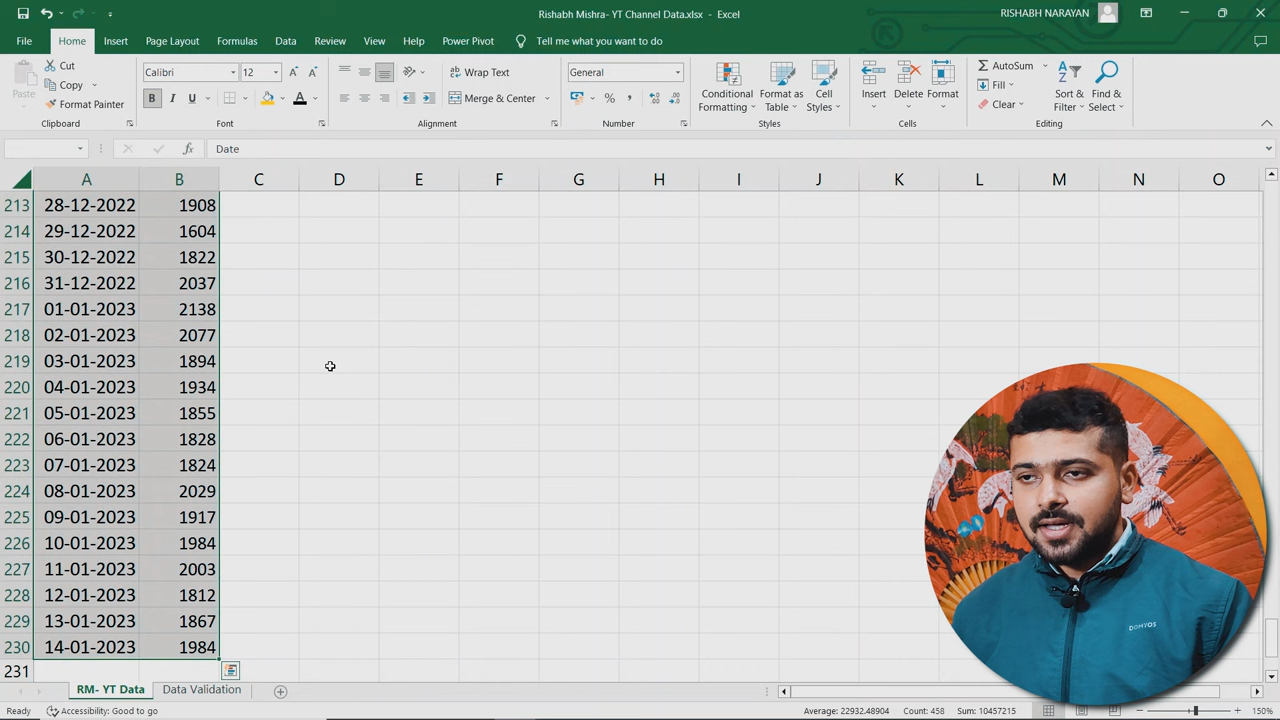 Rishabh Mishra- YT Channel Data.xlsx - Excel
RISHABH NARAYAN
File Home Insert Page Layout Formulas Data Review View Help Power Pivot Tell me what you want to do
Paste
Cut
Copy
Format Painter
Clipboard
Calibri 12
B I U
Font
Wrap Text
Merge & Center
Alignment
General
%
Number
Conditional Formatting
Format as Table
Cell Styles
Styles
Insert Delete Format
Cells
AutoSum
Fill
Clear
Sort & Filter
Find & Select
Editing
fx Date
A B C D E F G H I J K L M N O
213 28-12-2022 1908
214 29-12-2022 1604
215 30-12-2022 1822
216 31-12-2022 2037
217 01-01-2023 2138
218 02-01-2023 2077
219 03-01-2023 1894
220 04-01-2023 1934
221 05-01-2023 1855
222 06-01-2023 1828
223 07-01-2023 1824
224 08-01-2023 2029
225 09-01-2023 1917
226 10-01-2023 1984
227 11-01-2023 2003
228 12-01-2023 1812
229 13-01-2023 1867
230 14-01-2023 1984
231
DOMYOS
RM- YT Data Data Validation
Ready Accessibility: Good to go Average: 22932.48904 Count: 458 Sum: 10457215 150%